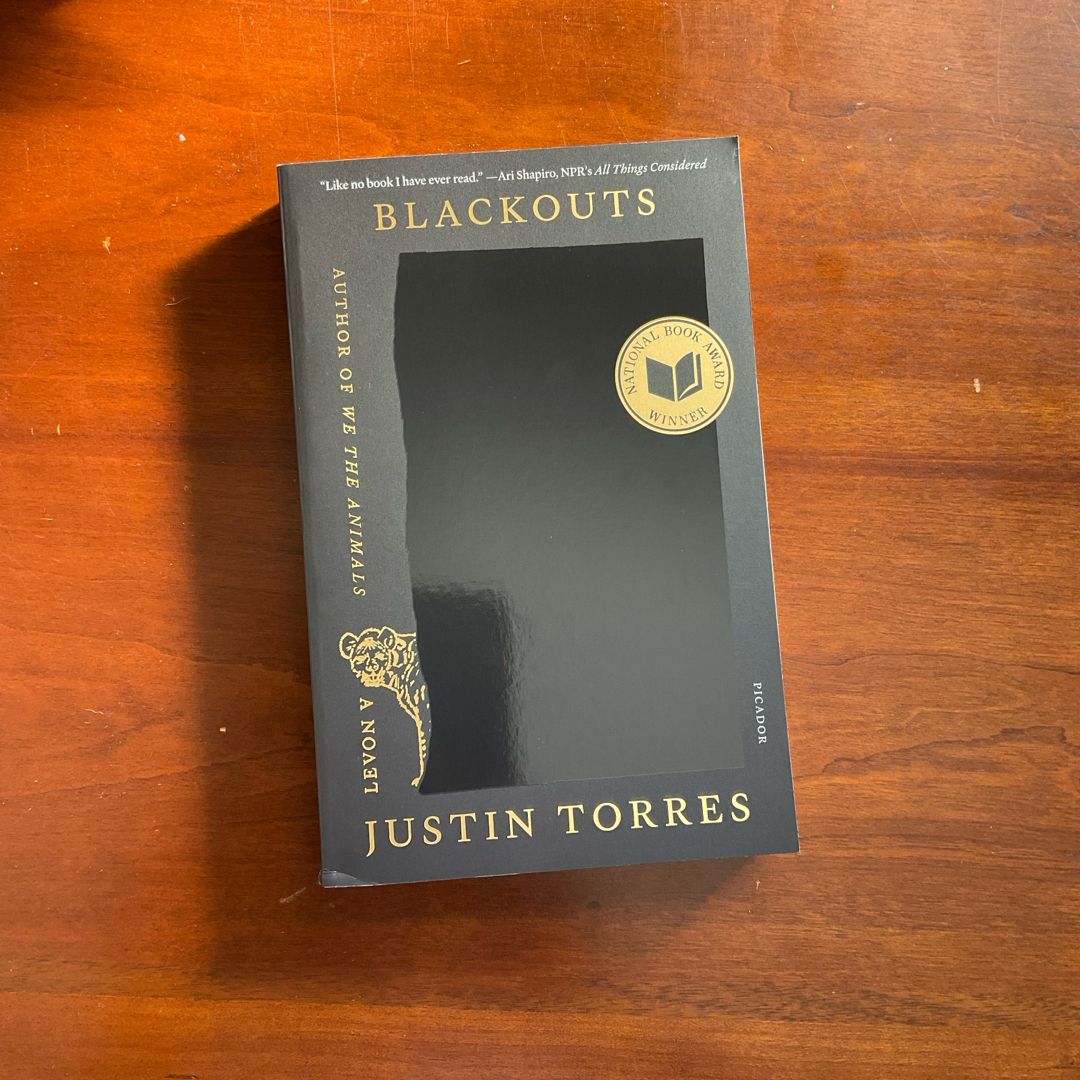 “Like no book I have ever read.” —Ari Shapiro, NPR’s All Things Considered
BLACKOUTS
AUTHOR OF WE THE ANIMALS
NATIONAL BOOK AWARD
WINNER
A NOVEL
PICADOR
JUSTIN TORRES